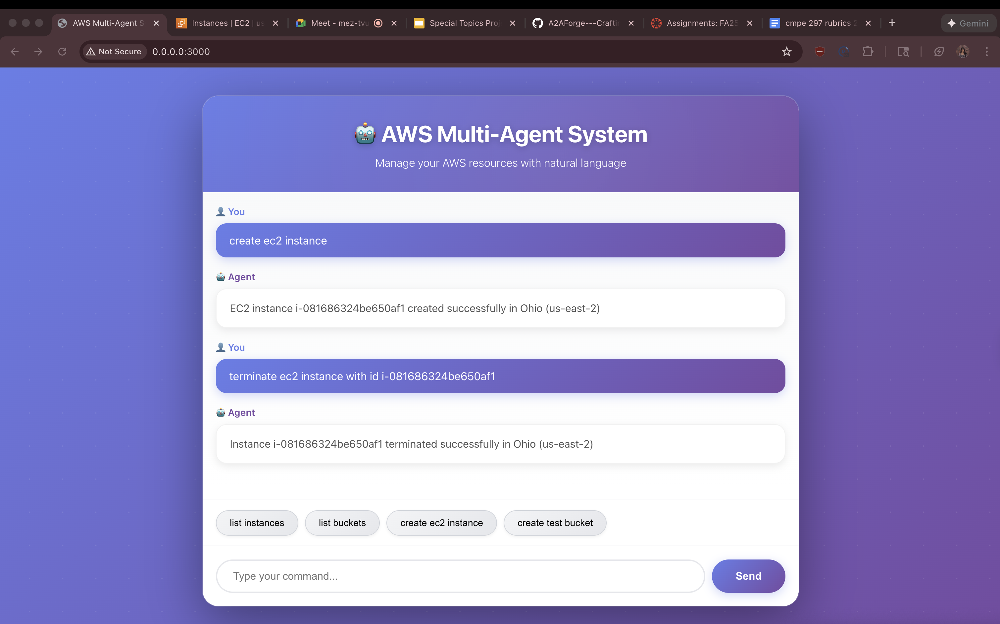 AWS Multi-Agent S
Instances | EC2 | us
Meet - mez-tvu
Special Topics Proj
A2AForge---Craftin
Assignments: FA25
cmpe 297 rubrics 2
Gemini
Not Secure
0.0.0.0:3000
AWS Multi-Agent System
Manage your AWS resources with natural language
You
create ec2 instance
Agent
EC2 instance i-081686324be650af1 created successfully in Ohio (us-east-2)
You
terminate ec2 instance with id i-081686324be650af1
Agent
Instance i-081686324be650af1 terminated successfully in Ohio (us-east-2)
list instances
list buckets
create ec2 instance
create test bucket
Type your command...
Send